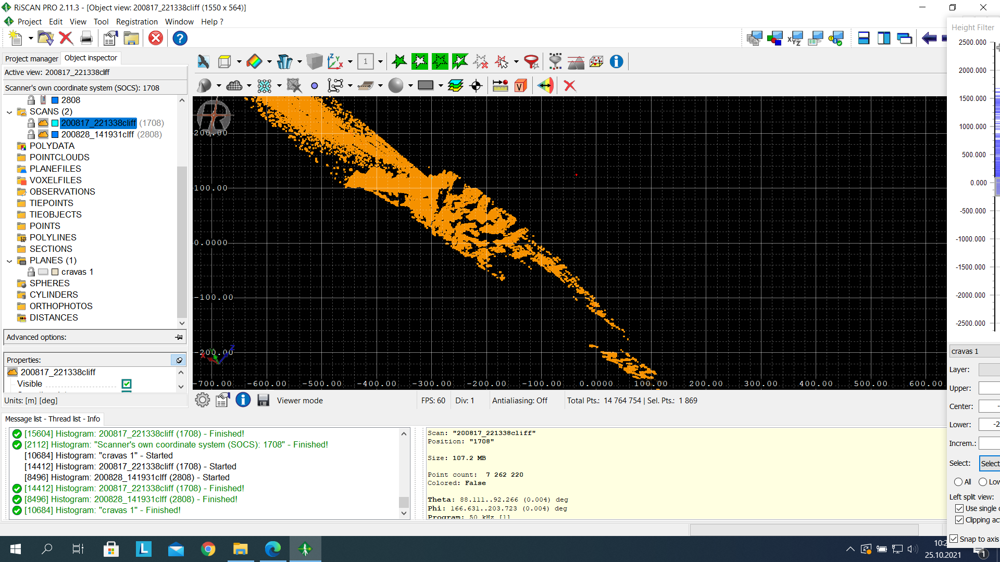 RiSCAN PRO 2.11.3 - [Object view: 200817_221338cliff (1550 x 564)]
Project Edit View Tool Registration Window Help ?
Project manager Object inspector
Active view: 200817_221338cliff
Scanner's own coordinate system (SOCS): 1708
2808
SCANS (2)
200817_221338cliff (1708)
200828_141931clff (2808)
POLYDATA
POINTCLOUDS
PLANEFILES
VOXELFILES
OBSERVATIONS
TIEPOINTS
TIEOBJECTS
POINTS
POLYLINES
SECTIONS
PLANES (1)
cravas 1
SPHERES
CYLINDERS
ORTHOPHOTOS
DISTANCES
Advanced options:
Properties:
200817_221338cliff
Visible
Units: [m] [deg]
XYZ
Z Y X
1
V
200.00
100.00
0.0000
-100.00
-200.00
X Y Z
-700.00 -600.00 -500.00 -400.00 -300.00 -200.00 -100.00 0.0000 100.00 200.00 300.00 400.00 500.00 600.00
Viewer mode FPS: 60 Div: 1 Antialiasing: Off Total Pts.: 14 764 754 | Sel. Pts.: 1 869
Height Filter
2500.000
2000.000
1500.000
1000.000
500.000
0.000
-500.000
-1000.000
-1500.000
-2000.000
-2500.000
cravas 1
Layer:
Upper:
Center: -
Lower: -2
Increm.:
Select: Select
All Low
Left split view:
Use single c
Clipping ac
Snap to axis
Message list - Thread list - Info
[15604] Histogram: 200817_221338cliff (1708) - Finished!
[2112] Histogram: "Scanner's own coordinate system (SOCS): 1708" - Finished!
[10684] Histogram: "cravas 1" - Started
[14412] Histogram: 200817_221338cliff (1708) - Started
[8496] Histogram: 200828_141931clff (2808) - Started
[14412] Histogram: 200817_221338cliff (1708) - Finished!
[8496] Histogram: 200828_141931clff (2808) - Finished!
[10684] Histogram: "cravas 1" - Finished!
Scan: "200817_221338cliff"
Position: "1708"
Size: 107.2 MB
Point count: 7 262 220
Colored: False
Theta: 88.111..92.266 (0.004) deg
Phi: 166.631..203.723 (0.004) deg
Program: 50 kHz [1]
L
10:2
25.10.2021
1